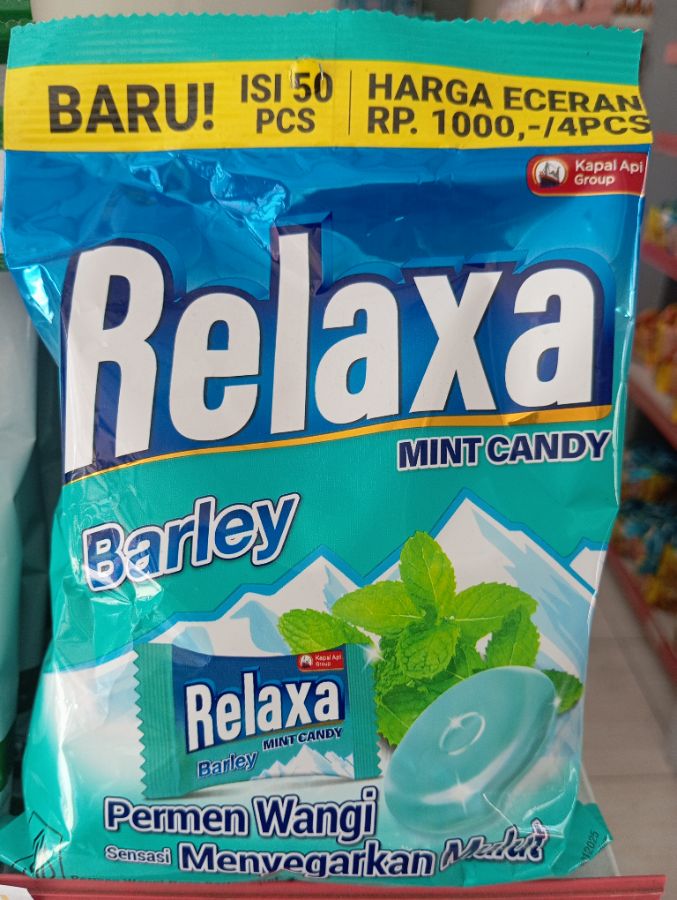 BARU!
ISI 50
PCS
HARGA ECERAN
RP. 1000,-/4PCS
Kapal Api
Group
Relaxa
MINT CANDY
Barley
Kapal Api
Group
Relaxa
MINT CANDY
Barley
Permen Wangi
Sensasi Menyegarkan Mulut